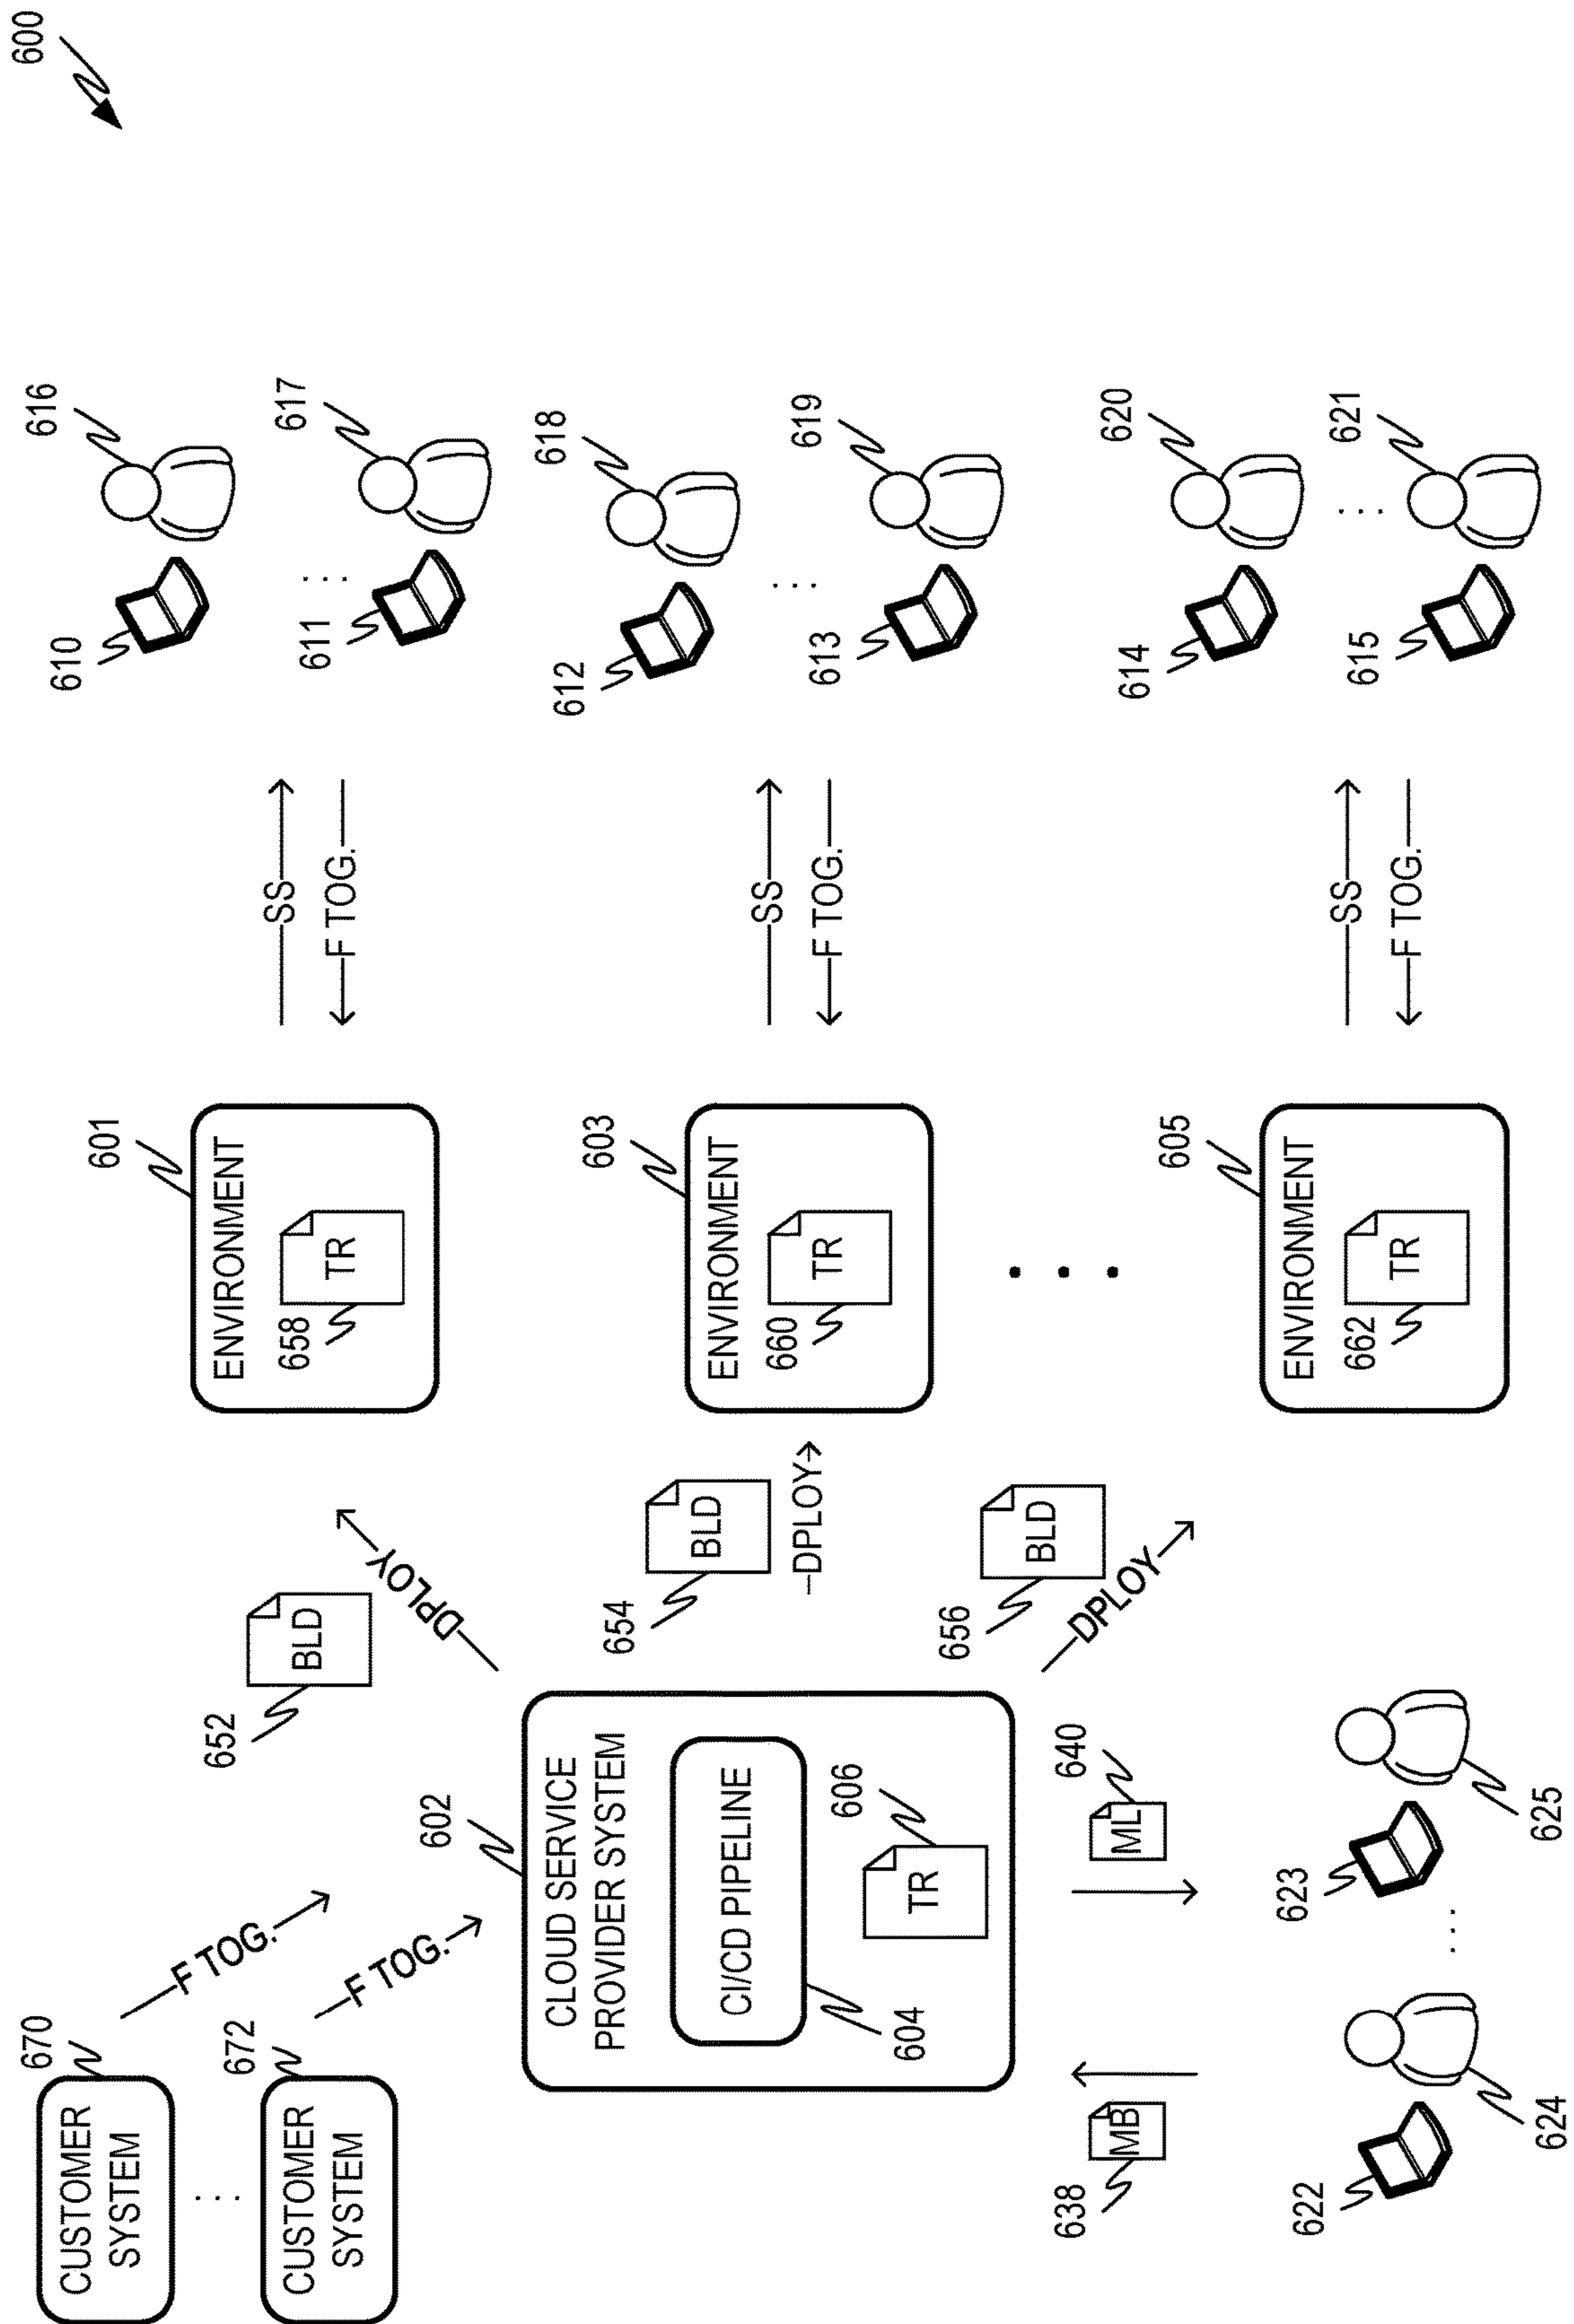 600
CUSTOMER
SYSTEM
670
. . .
CUSTOMER
SYSTEM
672
—F TOG.→
—F TOG.→
CLOUD SERVICE
PROVIDER SYSTEM
602
CI/CD PIPELINE
604
TR
606
MB
638
ML
640
622
624
. . .
623
625
BLD
652
—DPLOY→
BLD
654
—DPLOY→
BLD
656
—DPLOY→
ENVIRONMENT
601
TR
658
ENVIRONMENT
603
TR
660
. . .
ENVIRONMENT
605
TR
662
—SS→
←F TOG.—
—SS→
←F TOG.—
—SS→
←F TOG.—
610
616
. . .
611
617
612
618
. . .
613
619
614
620
. . .
615
621